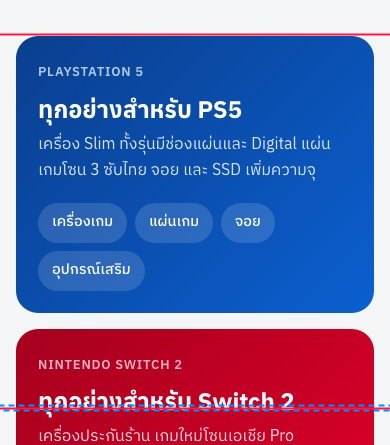 PLAYSTATION 5
ทุกอย่างสำหรับ PS5
เครื่อง Slim ทั้งรุ่นมีช่องแผ่นและ Digital แผ่น
เกมโซน 3 ซับไทย จอย และ SSD เพิ่มความจุ
เครื่องเกม
แผ่นเกม
จอย
อุปกรณ์เสริม
NINTENDO SWITCH 2
ทุกอย่างสำหรับ Switch 2
เครื่องประกันร้าน เกมใหม่โซนเอเชีย Pro